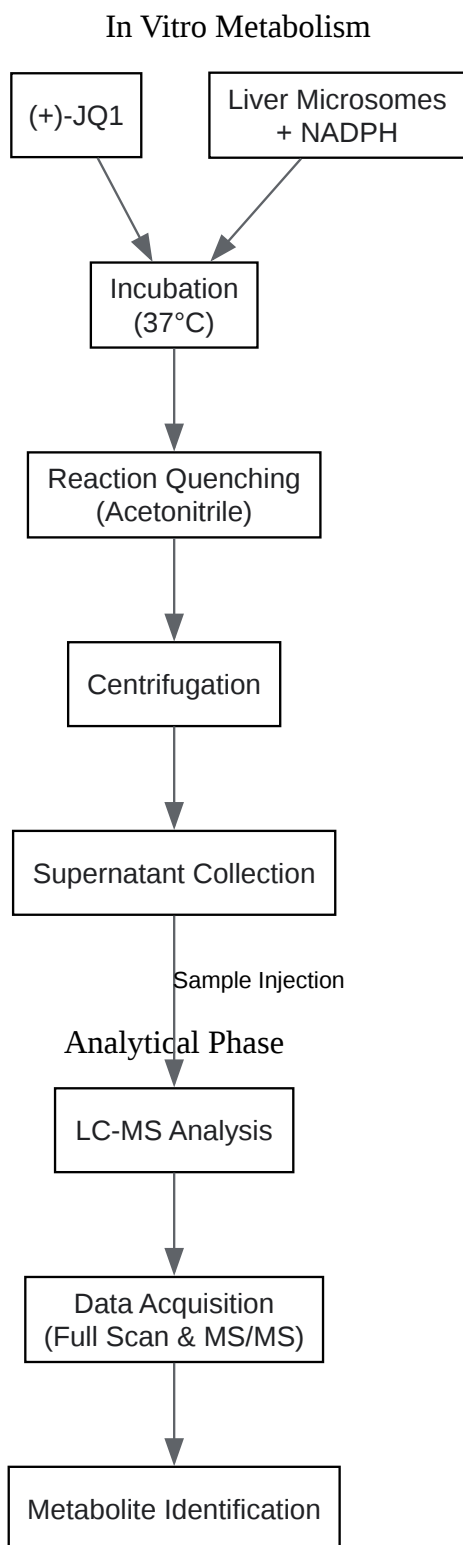 In Vitro Metabolism
(+)-JQ1
Liver Microsomes
+ NADPH
Incubation
(37°C)
Reaction Quenching
(Acetonitrile)
Centrifugation
Supernatant Collection
Sample Injection
Analytical Phase
LC-MS Analysis
Data Acquisition
(Full Scan & MS/MS)
Metabolite Identification